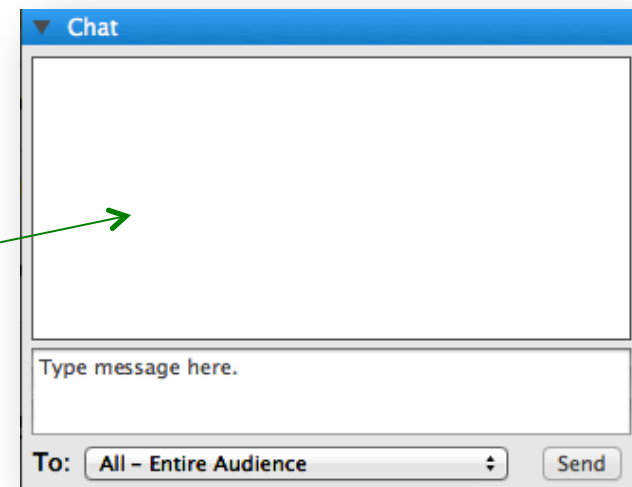 Chat
Type message here.
To: All – Entire Audience Send